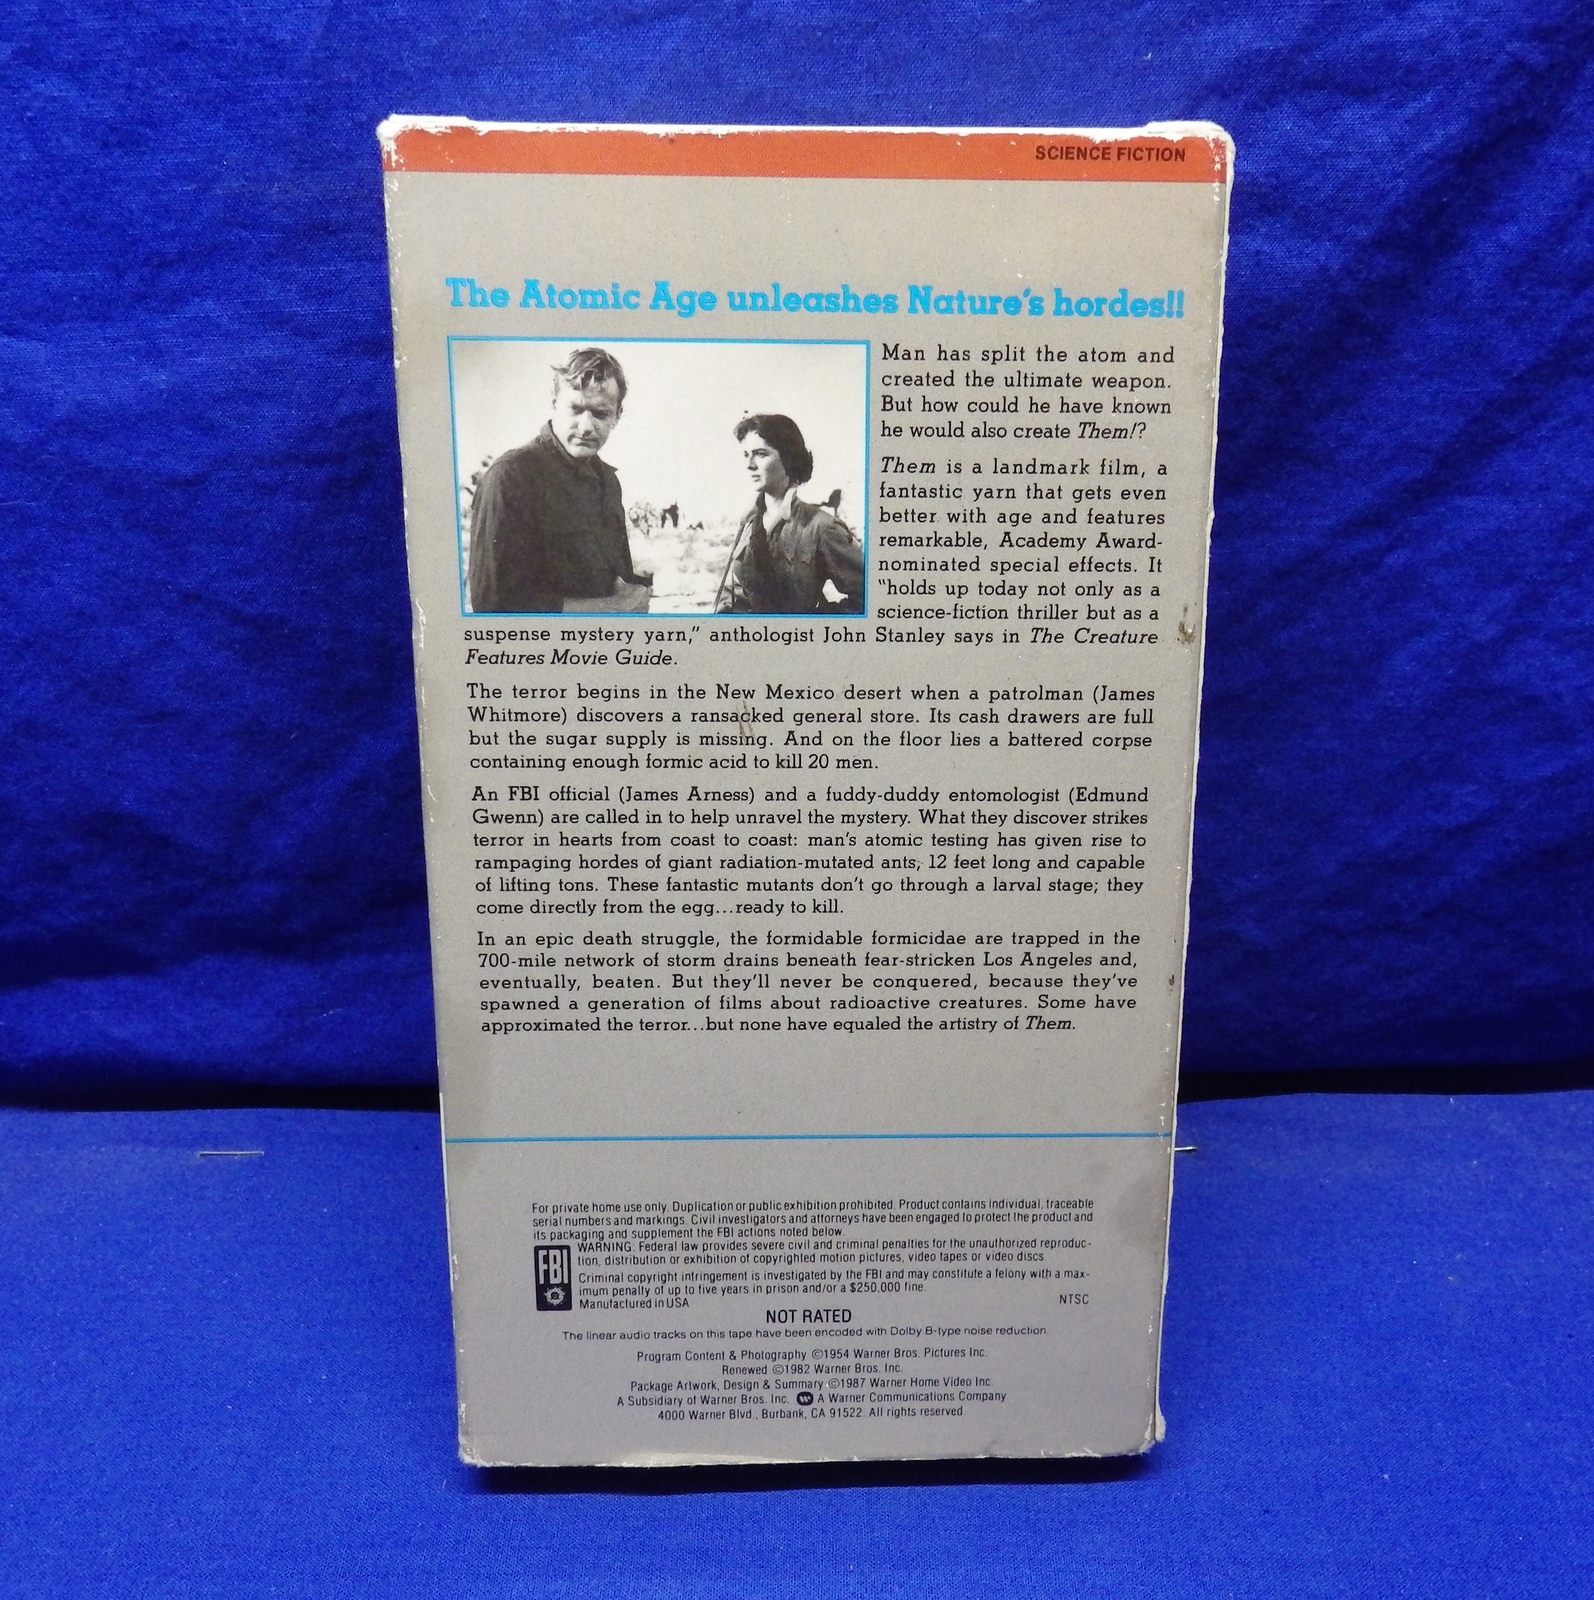 SCIENCE FICTION
The Atomic Age unleashes Nature's hordes!!
Man has split the atom and
created the ultimate weapon.
But how could he have known
he would also create Them!?
Them is a landmark film, a
fantastic yarn that gets even
better with age and features
remarkable, Academy Award-
nominated special effects. It
"holds up today not only as a
science-fiction thriller but as a
suspense mystery yarn," anthologist John Stanley says in The Creature
Features Movie Guide.
The terror begins in the New Mexico desert when a patrolman (James
Whitmore) discovers a ransacked general store. Its cash drawers are full
but the sugar supply is missing. And on the floor lies a battered corpse
containing enough formic acid to kill 20 men.
An FBI official (James Arness) and a fuddy-duddy entomologist (Edmund
Gwenn) are called in to help unravel the mystery. What they discover strikes
terror in hearts from coast to coast: man's atomic testing has given rise to
rampaging hordes of giant radiation-mutated ants, 12 feet long and capable
of lifting tons. These fantastic mutants don't go through a larval stage; they
come directly from the egg...ready to kill.
In an epic death struggle, the formidable formicidae are trapped in the
700-mile network of storm drains beneath fear-stricken Los Angeles and,
eventually, beaten. But they'll never be conquered, because they've
spawned a generation of films about radioactive creatures. Some have
approximated the terror...but none have equaled the artistry of Them.
For private home use only. Duplication or public exhibition prohibited. Product contains individual, traceable
serial numbers and markings. Civil investigators and attorneys have been engaged to protect the product and
its packaging and supplement the FBI actions noted below.
FBI
WARNING: Federal law provides severe civil and criminal penalties for the unauthorized reproduc-
tion, distribution or exhibition of copyrighted motion pictures, video tapes or video discs.
Criminal copyright infringement is investigated by the FBI and may constitute a felony with a max-
imum penalty of up to five years in prison and/or a $250,000 fine.
Manufactured in USA NTSC
NOT RATED
The linear audio tracks on this tape have been encoded with Dolby B-type noise reduction.
Program Content & Photography ©1954 Warner Bros. Pictures Inc.
Renewed ©1982 Warner Bros. Inc.
Package Artwork, Design & Summary ©1987 Warner Home Video Inc.
A Subsidiary of Warner Bros. Inc. A Warner Communications Company
4000 Warner Blvd., Burbank, CA 91522. All rights reserved.